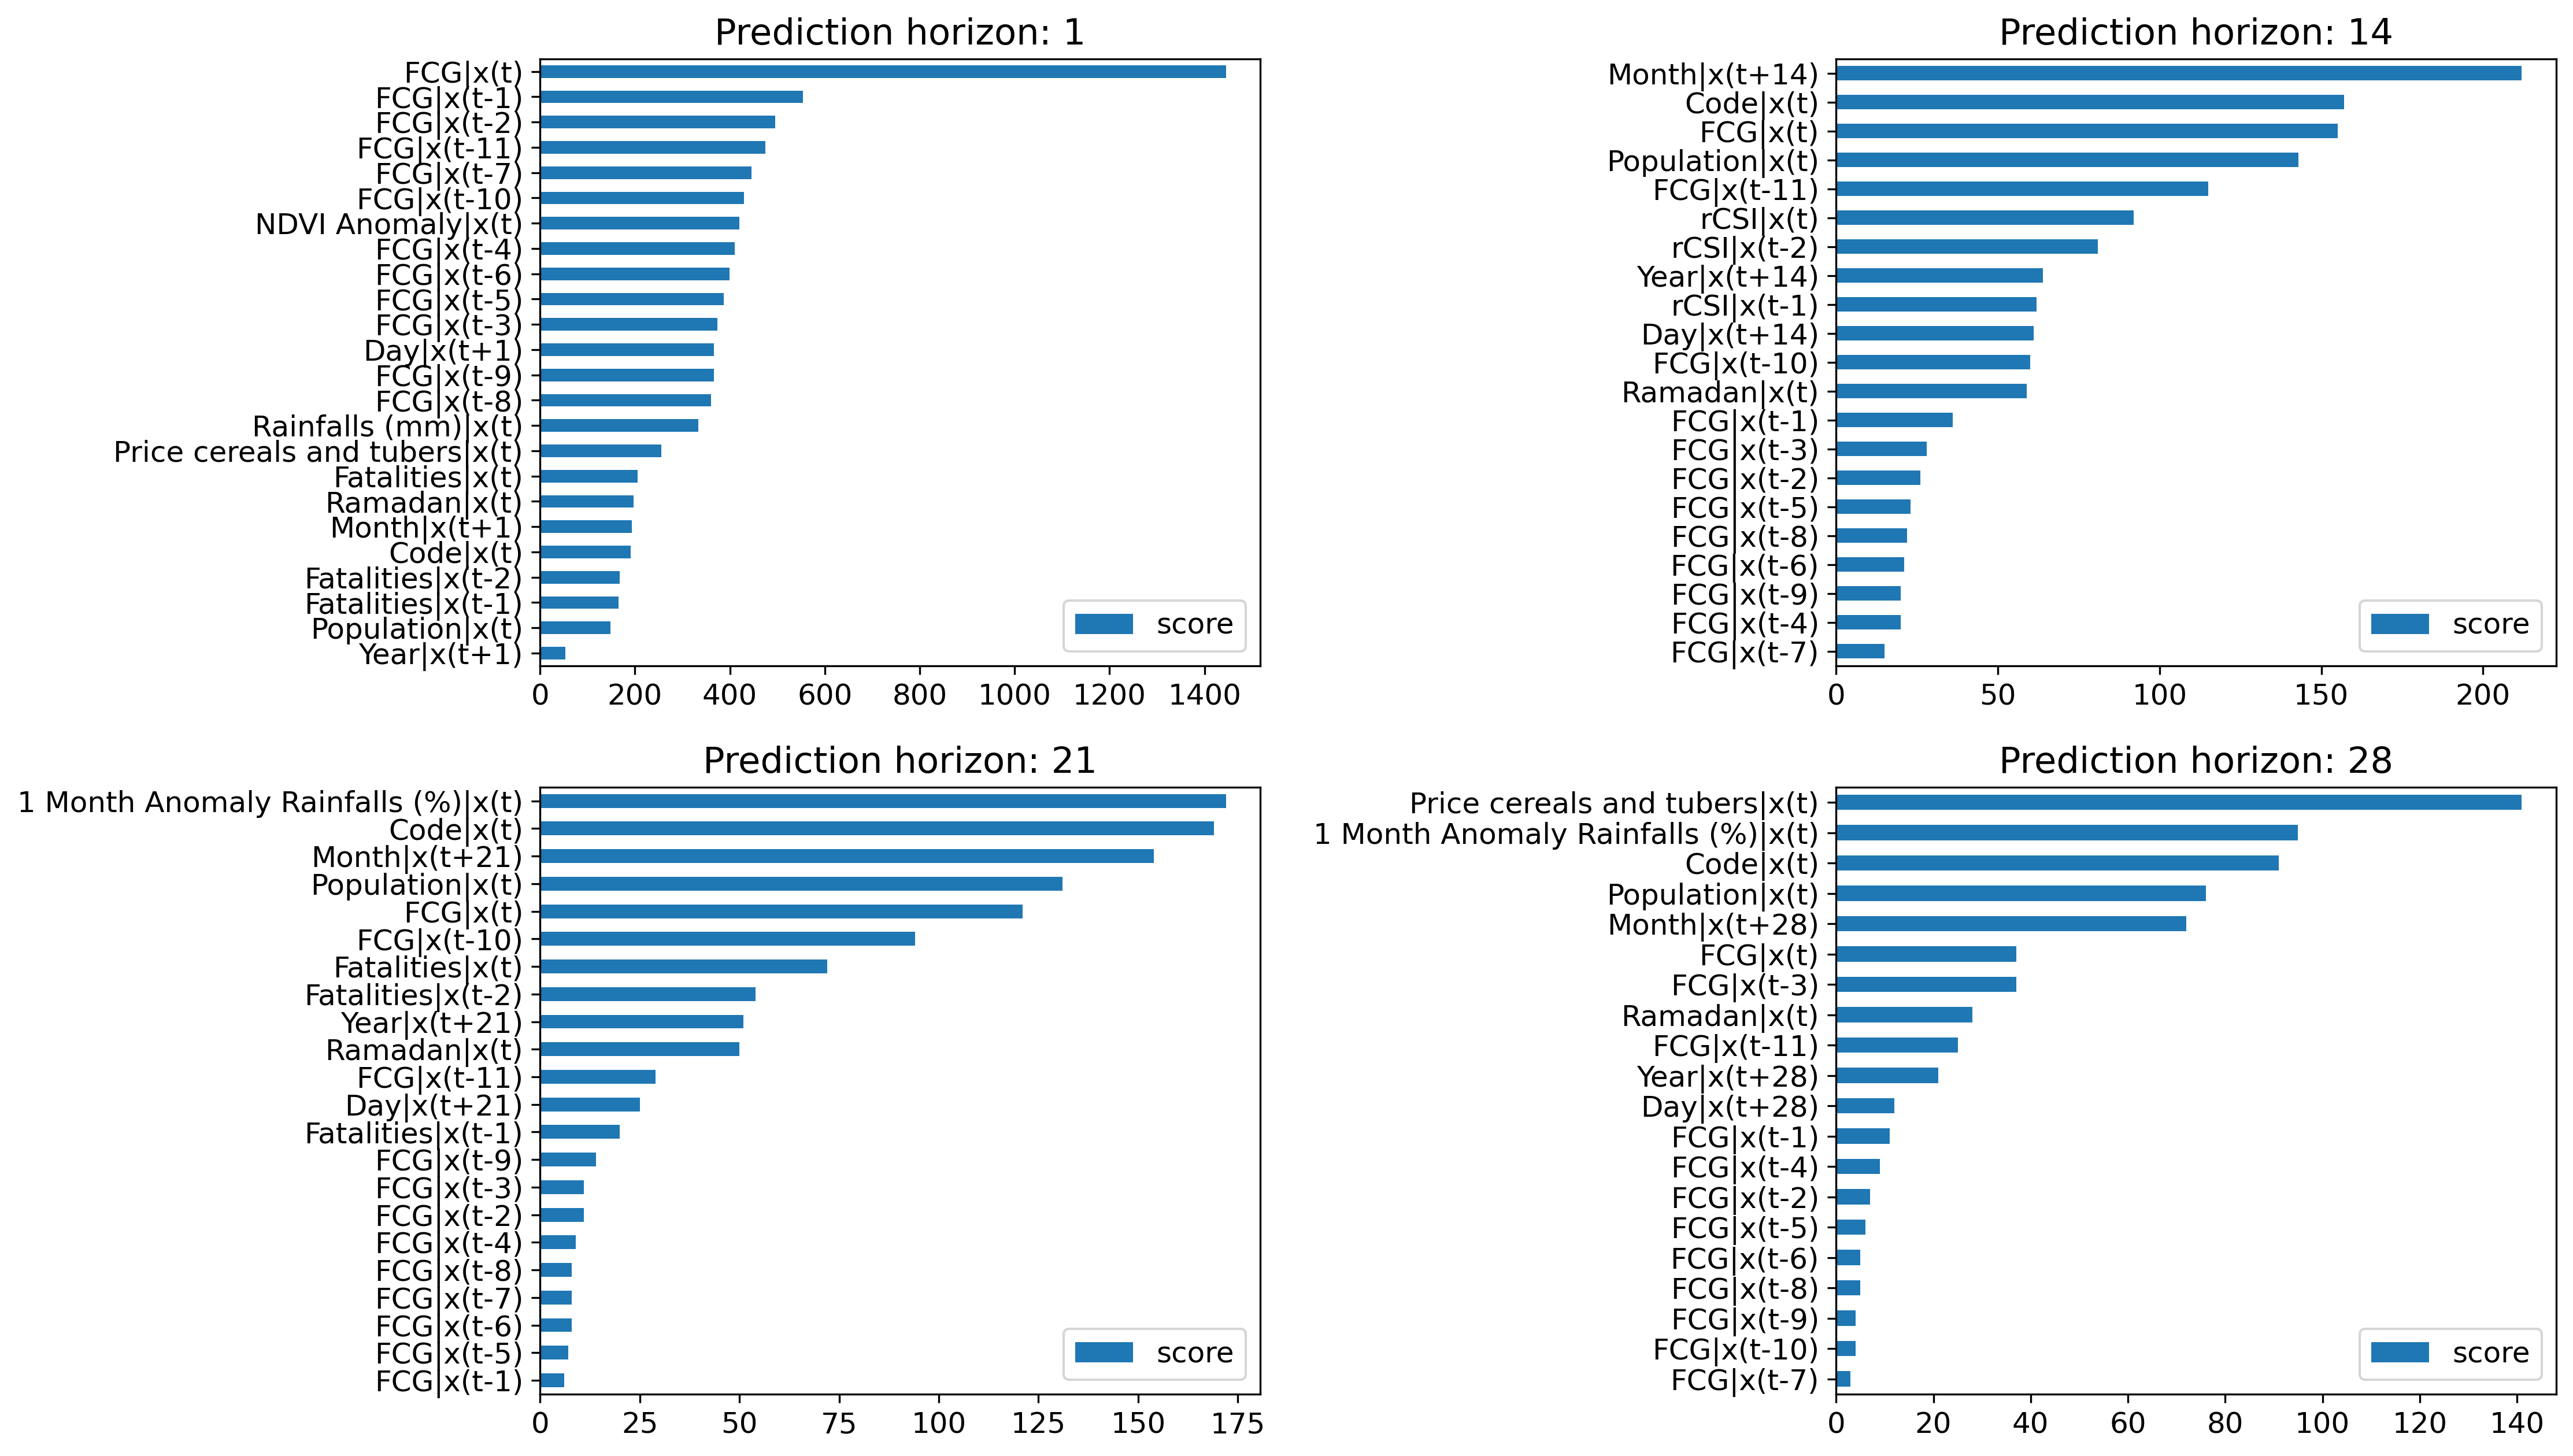 Prediction horizon: 1
FCG|x(t)
FCG|x(t-1)
FCG|x(t-2)
FCG|x(t-11)
FCG|x(t-7)
FCG|x(t-10)
NDVI Anomaly|x(t)
FCG|x(t-4)
FCG|x(t-6)
FCG|x(t-5)
FCG|x(t-3)
Day|x(t+1)
FCG|x(t-9)
FCG|x(t-8)
Rainfalls (mm)|x(t)
Price cereals and tubers|x(t)
Fatalities|x(t)
Ramadan|x(t)
Month|x(t+1)
Code|x(t)
Fatalities|x(t-2)
Fatalities|x(t-1)
Population|x(t)
Year|x(t+1)
score
0 200 400 600 800 1000 1200 1400
Prediction horizon: 14
Month|x(t+14)
Code|x(t)
FCG|x(t)
Population|x(t)
FCG|x(t-11)
rCSI|x(t)
rCSI|x(t-2)
Year|x(t+14)
rCSI|x(t-1)
Day|x(t+14)
FCG|x(t-10)
Ramadan|x(t)
FCG|x(t-1)
FCG|x(t-3)
FCG|x(t-2)
FCG|x(t-5)
FCG|x(t-8)
FCG|x(t-6)
FCG|x(t-9)
FCG|x(t-4)
FCG|x(t-7)
score
0 50 100 150 200
Prediction horizon: 21
1 Month Anomaly Rainfalls (%)|x(t)
Code|x(t)
Month|x(t+21)
Population|x(t)
FCG|x(t)
FCG|x(t-10)
Fatalities|x(t)
Fatalities|x(t-2)
Year|x(t+21)
Ramadan|x(t)
FCG|x(t-11)
Day|x(t+21)
Fatalities|x(t-1)
FCG|x(t-9)
FCG|x(t-3)
FCG|x(t-2)
FCG|x(t-4)
FCG|x(t-8)
FCG|x(t-7)
FCG|x(t-6)
FCG|x(t-5)
FCG|x(t-1)
score
0 25 50 75 100 125 150 175
Prediction horizon: 28
Price cereals and tubers|x(t)
1 Month Anomaly Rainfalls (%)|x(t)
Code|x(t)
Population|x(t)
Month|x(t+28)
FCG|x(t)
FCG|x(t-3)
Ramadan|x(t)
FCG|x(t-11)
Year|x(t+28)
Day|x(t+28)
FCG|x(t-1)
FCG|x(t-4)
FCG|x(t-2)
FCG|x(t-5)
FCG|x(t-6)
FCG|x(t-8)
FCG|x(t-9)
FCG|x(t-10)
FCG|x(t-7)
score
0 20 40 60 80 100 120 140